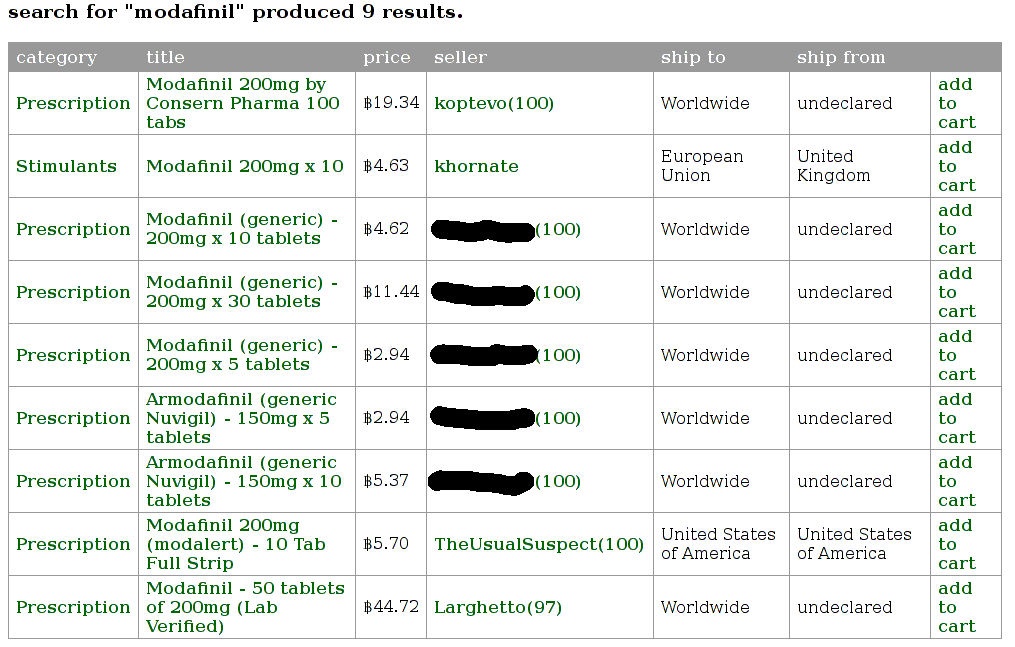 search for "modafinil" produced 9 results.
category title price seller ship to ship from
Prescription Modafinil 200mg by Consern Pharma 100 tabs ฿19.34 koptevo(100) Worldwide undeclared add to cart
Stimulants Modafinil 200mg x 10 ฿4.63 khornate European Union United Kingdom add to cart
Prescription Modafinil (generic) - 200mg x 10 tablets ฿4.62 (100) Worldwide undeclared add to cart
Prescription Modafinil (generic) - 200mg x 30 tablets ฿11.44 (100) Worldwide undeclared add to cart
Prescription Modafinil (generic) - 200mg x 5 tablets ฿2.94 (100) Worldwide undeclared add to cart
Prescription Armodafinil (generic Nuvigil) - 150mg x 5 tablets ฿2.94 (100) Worldwide undeclared add to cart
Prescription Armodafinil (generic Nuvigil) - 150mg x 10 tablets ฿5.37 (100) Worldwide undeclared add to cart
Prescription Modafinil 200mg (modalert) - 10 Tab Full Strip ฿5.70 TheUsualSuspect(100) United States of America United States of America add to cart
Prescription Modafinil - 50 tablets of 200mg (Lab Verified) ฿44.72 Larghetto(97) Worldwide undeclared add to cart